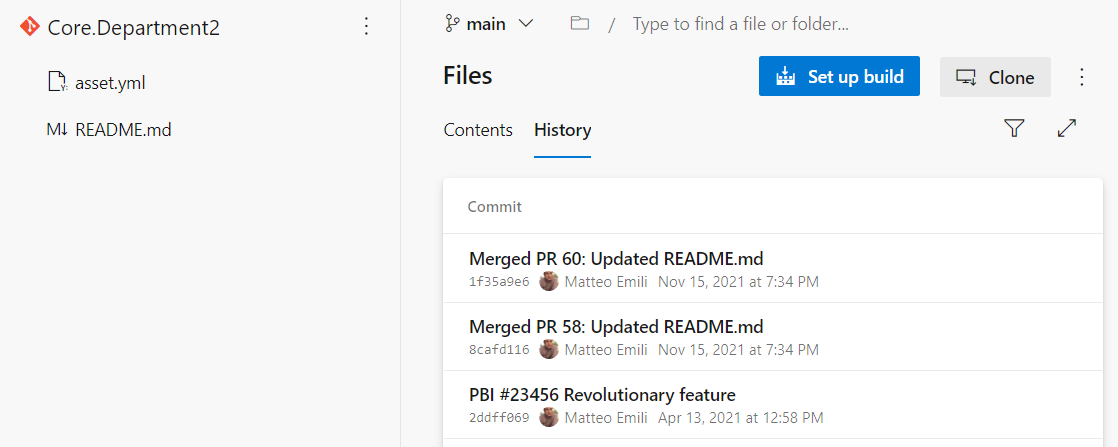 Core.Department2
asset.yml
README.md
main / Type to find a file or folder...
Files Set up build Clone
Contents History
Commit
Merged PR 60: Updated README.md
1f35a9e6 Matteo Emili Nov 15, 2021 at 7:34 PM
Merged PR 58: Updated README.md
8cafd116 Matteo Emili Nov 15, 2021 at 7:34 PM
PBI #23456 Revolutionary feature
2ddff069 Matteo Emili Apr 13, 2021 at 12:58 PM